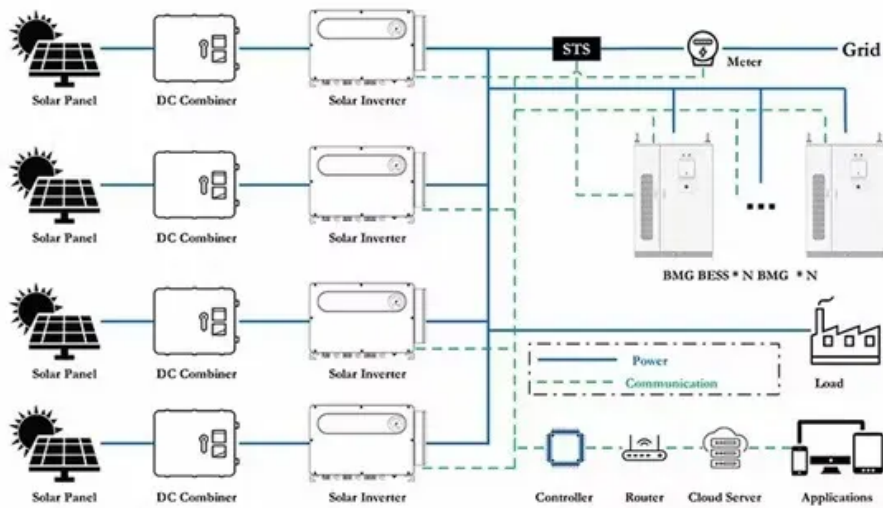 STS
Meter
Grid
Solar Panel
DC Combiner
Solar Inverter
Solar Panel
DC Combiner
Solar Inverter
BMG BESS * N BMG * N
Solar Panel
DC Combiner
Solar Inverter
Power
Communication
Load
Solar Panel
DC Combiner
Solar Inverter
Controller
Router
Cloud Server
Applications